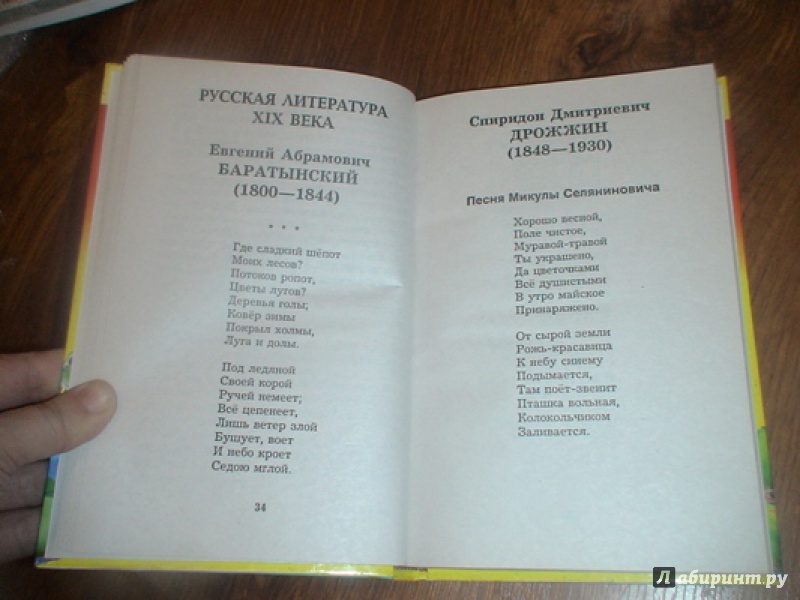 РУССКАЯ ЛИТЕРАТУРА
XIX ВЕКА
Евгений Абрамович
БАРАТЫНСКИЙ
(1800—1844)
* * *
Где сладкий шёпот
Моих лесов?
Потоков ропот,
Цветы лугов?
Деревья голы;
Ковёр зимы
Покрыл холмы,
Луга и долы.
Под ледяной
Своей корой
Ручей немеет;
Всё цепенеет,
Лишь ветер злой
Бушует, воет
И небо кроет
Седою мглой.
34
Спиридон Дмитриевич
ДРОЖЖИН
(1848—1930)
Песня Микулы Селяниновича
Хорошо весной,
Поле чистое,
Муравой-травой
Ты украшено,
Да цветочками
Всё душистыми
В утро майское
Принаряжено.
От сырой земли
Рожь-красавица
К небу синему
Подымается,
Там поёт-звенит
Пташка вольная,
Колокольчиком
Заливается.
Лабиринт.ру